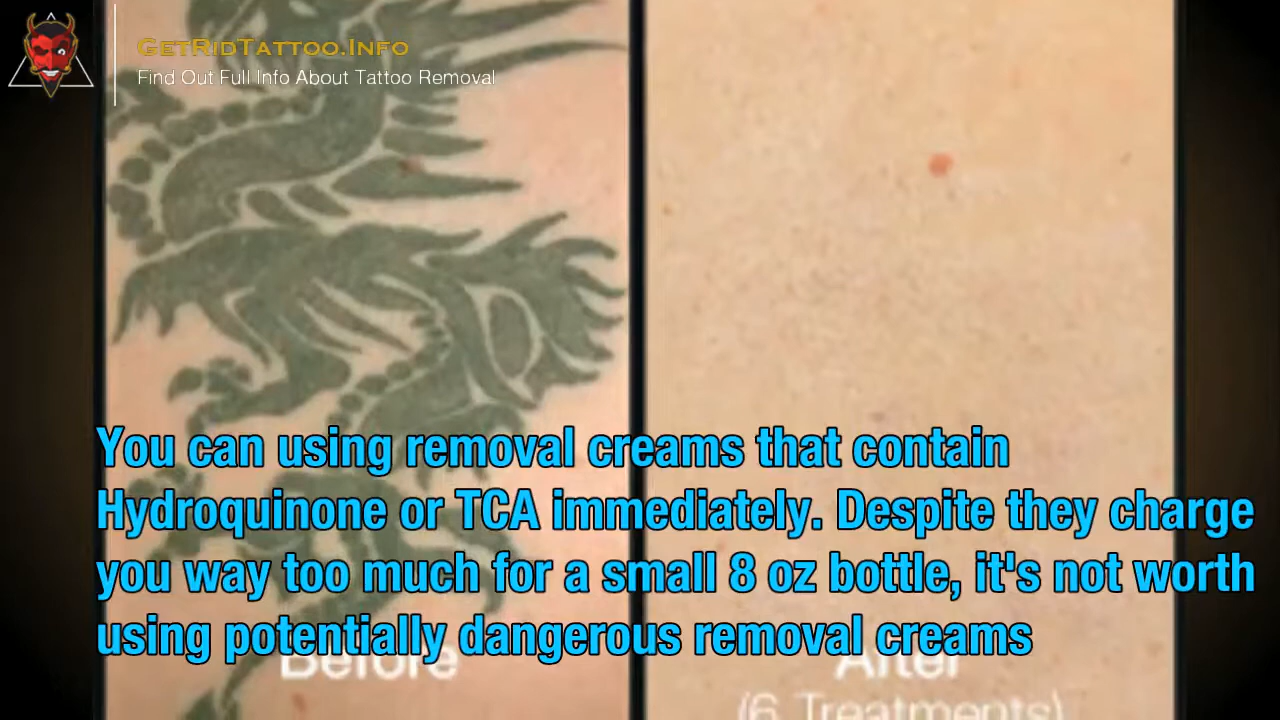 GetRidTattoo.Info
Find Out Full Info About Tattoo Removal
You can using removal creams that contain
Hydroquinone or TCA immediately. Despite they charge
you way too much for a small 8 oz bottle, it's not worth
using potentially dangerous removal creams
Before After
(6 Treatments)